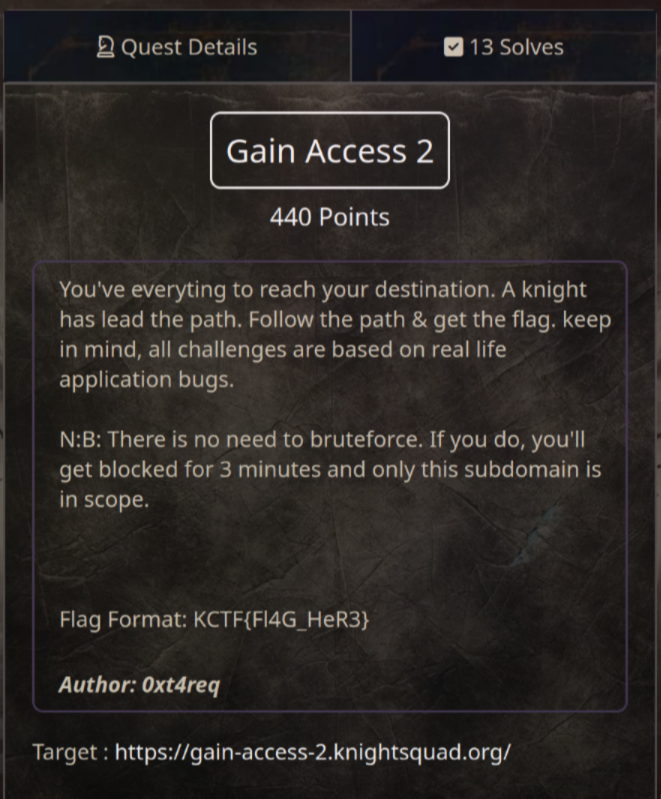 Quest Details
13 Solves
Gain Access 2
440 Points
You've everyting to reach your destination. A knight
has lead the path. Follow the path & get the flag. keep
in mind, all challenges are based on real life
application bugs.
N:B: There is no need to bruteforce. If you do, you'll
get blocked for 3 minutes and only this subdomain is
in scope.
Flag Format: KCTF{Fl4G_HeR3}
Author: 0xt4req
Target : https://gain-access-2.knightsquad.org/